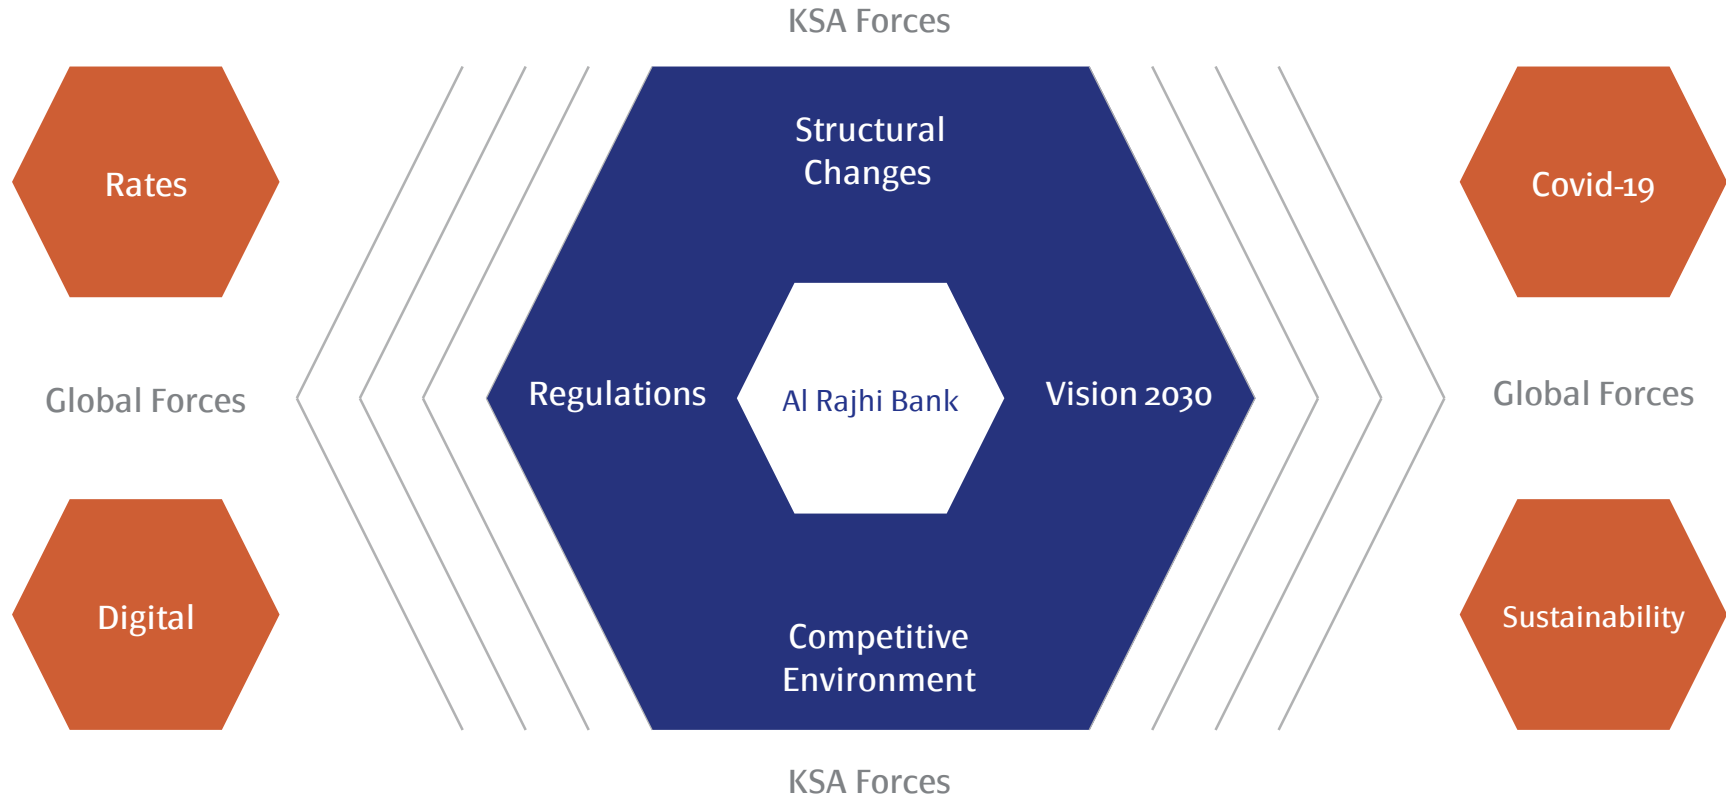 KSA Forces
Structural
Changes
Rates
Covid-19
Global Forces
Regulations
Al Rajhi Bank
Vision 2030
Global Forces
Digital
Sustainability
Competitive
Environment
KSA Forces